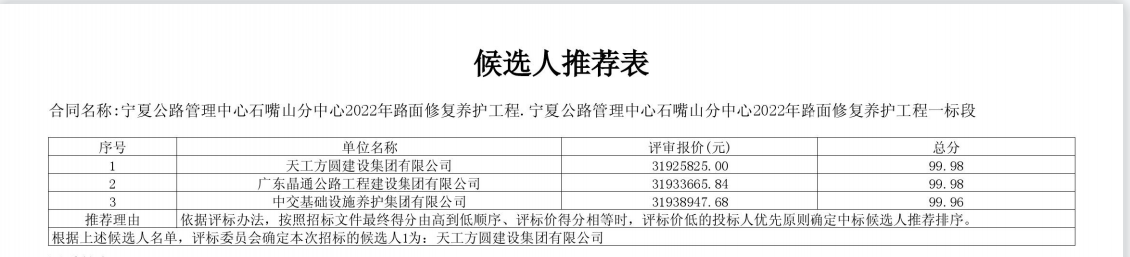 候选人推荐表
合同名称:宁夏公路管理中心石嘴山分中心2022年路面修复养护工程.宁夏公路管理中心石嘴山分中心2022年路面修复养护工程一标段
序号 单位名称 评审报价(元) 总分
1 天工方圆建设集团有限公司 31925825.00 99.98
2 广东晶通公路工程建设集团有限公司 31933665.84 99.98
3 中交基础设施养护集团有限公司 31938947.68 99.96
推荐理由 依据评标办法，按照招标文件最终得分由高到低顺序、评标价得分相等时，评标价低的投标人优先原则确定中标候选人推荐排序。
根据上述候选人名单，评标委员会确定本次招标的候选人1为: 天工方圆建设集团有限公司